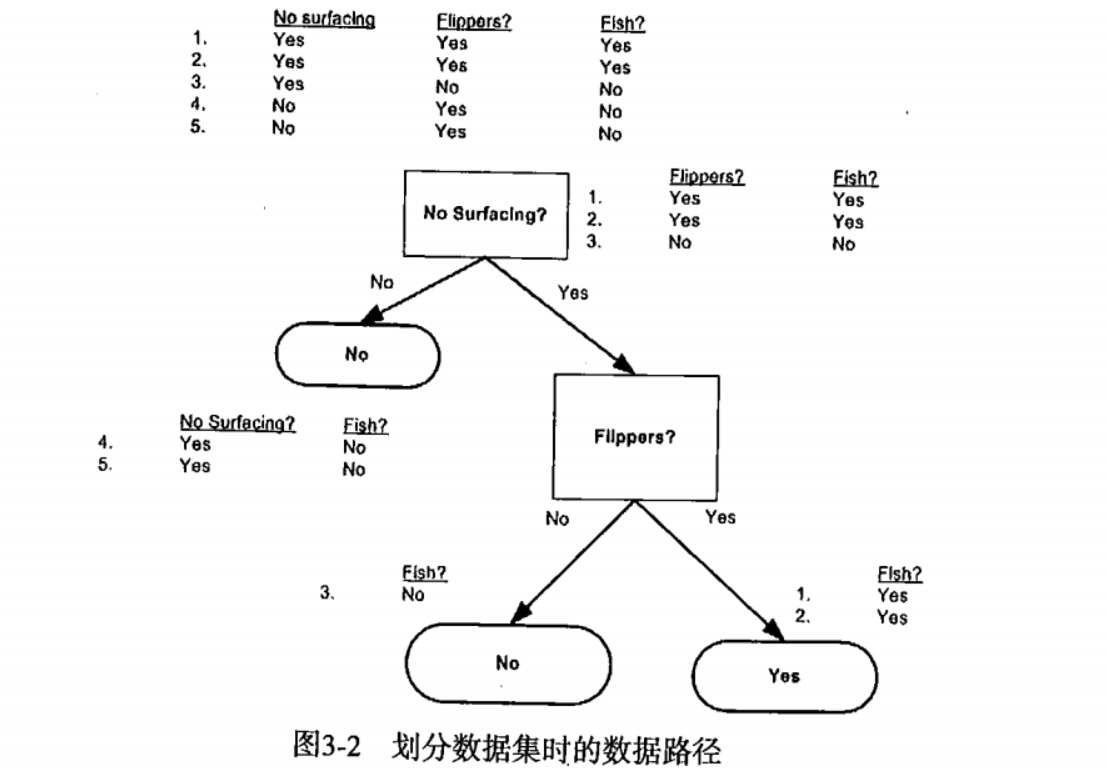 No surfacing Flippers? Fish?
1. Yes Yes Yes
2. Yes Yes Yes
3. Yes No No
4. No Yes No
5. No Yes No
No Surfacing?
Flippers? Fish?
1. Yes Yes
2. Yes Yes
3. No No
No
Yes
No
No Surfacing? Fish?
4. Yes No
5. Yes No
Flippers?
No
Yes
Fish?
3. No
Fish?
1. Yes
2. Yes
No
Yes
图3-2 划分数据集时的数据路径